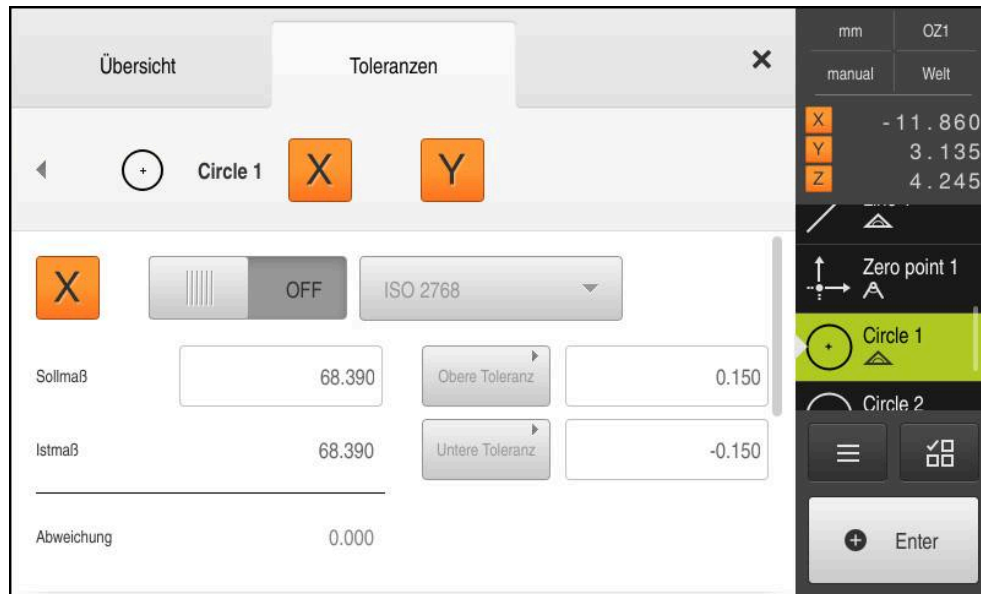 Übersicht
Toleranzen
Circle 1 X Y
X OFF ISO 2768
Sollmaß 68.390 Obere Toleranz 0.150
Istmaß 68.390 Untere Toleranz -0.150
Abweichung 0.000
mm OZ1
manual Welt
X -11.860
Y 3.135
Z 4.245
Zero point 1
Circle 1
Circle 2
Enter